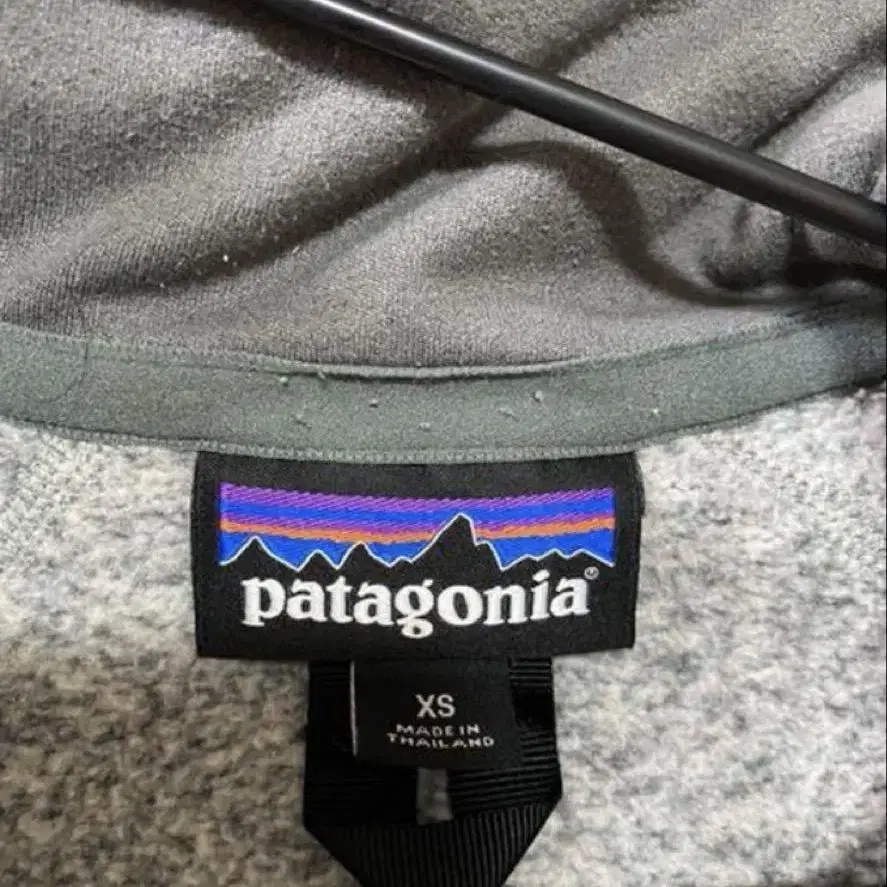 patagonia®
XS
MADE IN
THAILAND